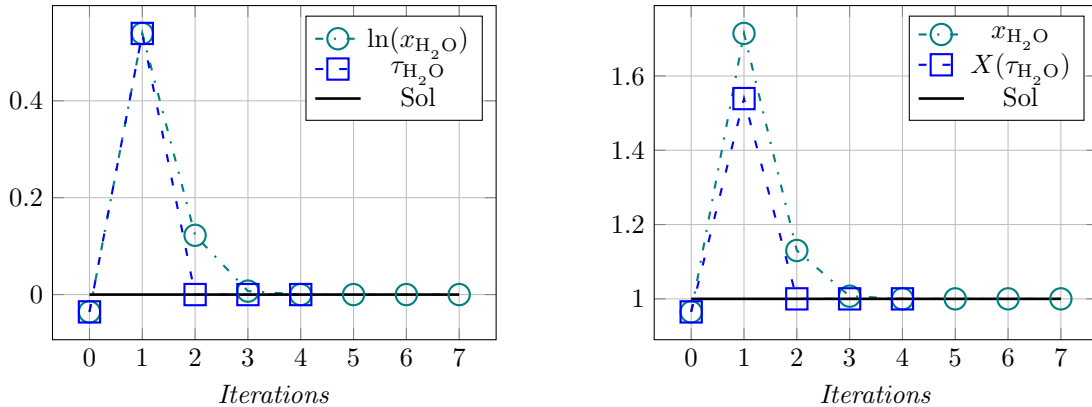 0.4
0.2
0
0 1 2 3 4 5 6 7
Iterations
ln(x_{H_2O})
τ_{H_2O}
Sol
1.6
1.4
1.2
1
0 1 2 3 4 5 6 7
Iterations
x_{H_2O}
X(τ_{H_2O})
Sol